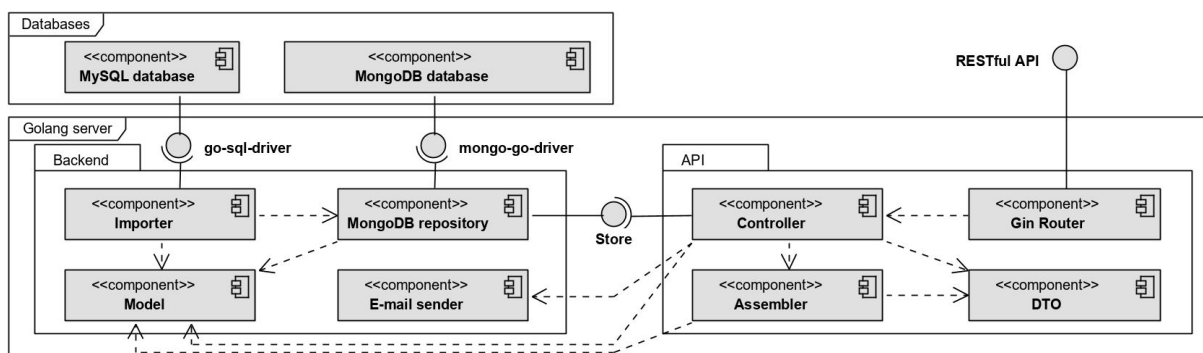 Databases
<<component>>
MySQL database
<<component>>
MongoDB database
RESTful API
Golang server
go-sql-driver
mongo-go-driver
Backend
API
<<component>>
Importer
<<component>>
MongoDB repository
Store
<<component>>
Controller
<<component>>
Gin Router
<<component>>
Model
<<component>>
E-mail sender
<<component>>
Assembler
<<component>>
DTO